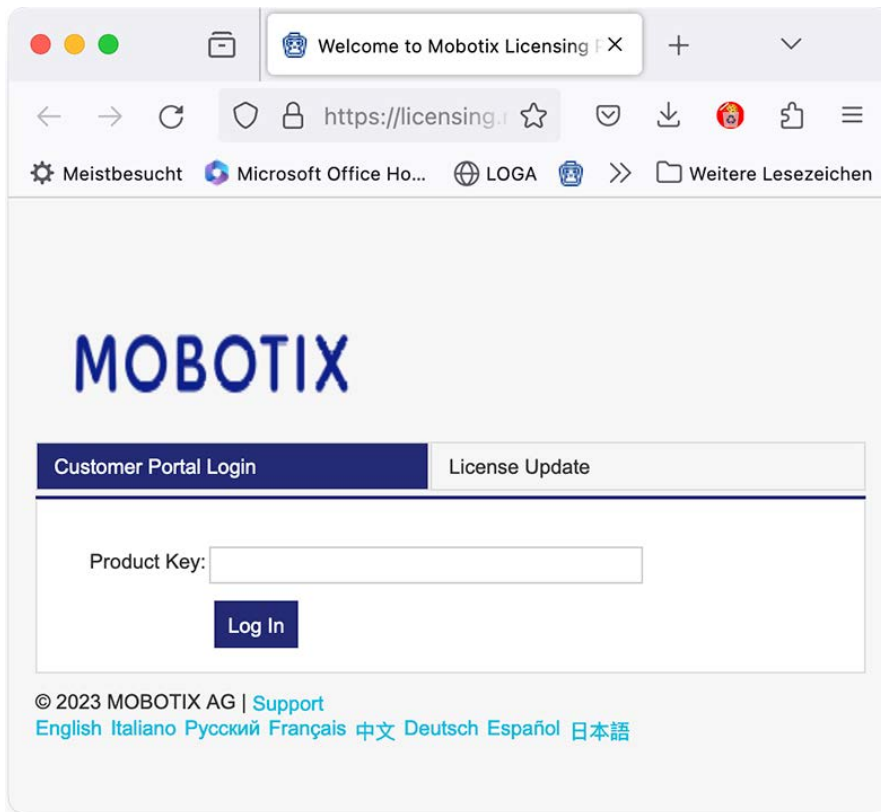 Welcome to Mobotix Licensing
https://licensing.
Meistbesucht Microsoft Office Ho... LOGA Weitere Lesezeichen
MOBOTIX
Customer Portal Login License Update
Product Key:
Log In
© 2023 MOBOTIX AG | Support
English Italiano Русский Français 中文 Deutsch Español 日本語